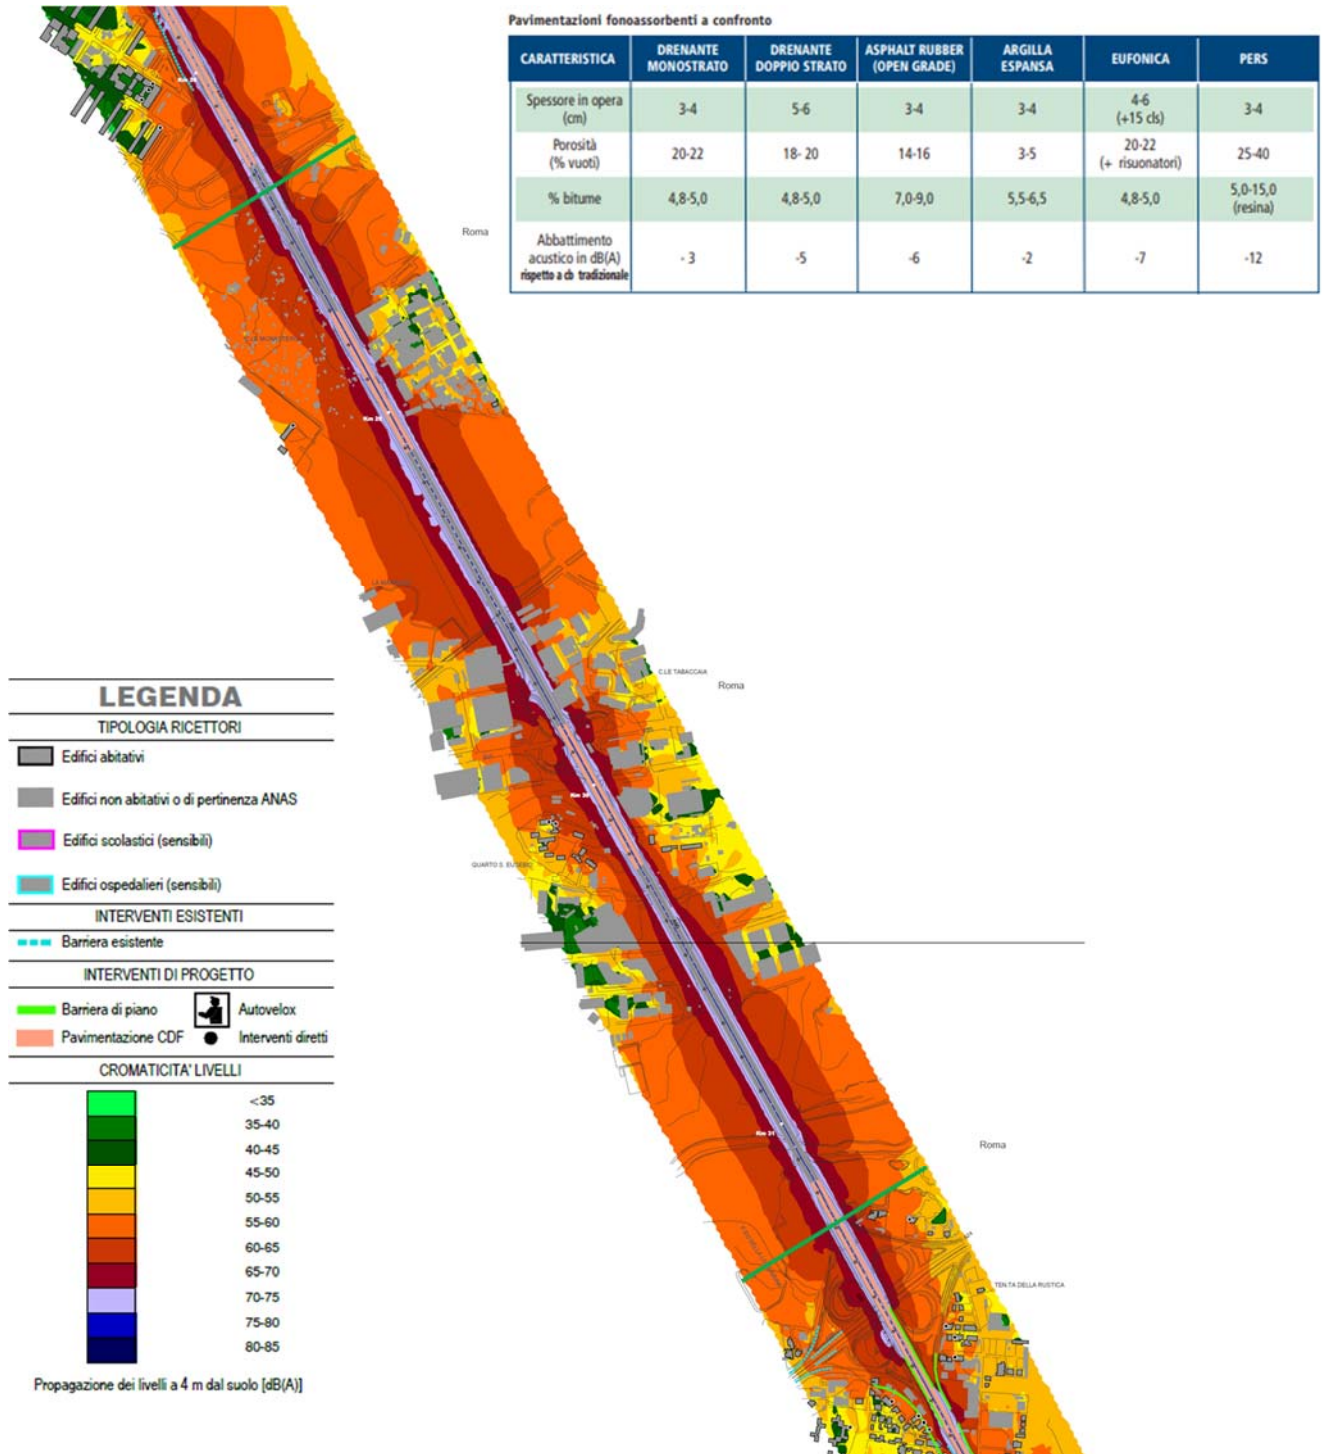 Pavimentazioni fonoassorbenti a confronto
CARATTERISTICA
DRENANTE
MONOSTRATO
DRENANTE
DOPPIO STRATO
ASPHALT RUBBER
(OPEN GRADE)
ARGILLA
ESPANSA
EUFONICA
PERS
Spessore in opera
(cm)
3-4
5-6
3-4
3-4
4-6
(+15 cls)
3-4
Porosità
(% vuoti)
20-22
18- 20
14-16
3-5
20-22
(+ risuonatori)
25-40
% bitume
4,8-5,0
4,8-5,0
7,0-9,0
5,5-6,5
4,8-5,0
5,0-15,0
(resina)
Abbattimento
acustico in dB(A)
rispetto a cb tradizionale
- 3
-5
-6
-2
-7
-12
Roma
Km 29
C.LE TABACCAIA
Roma
Km 30
QUARTO S. EUSEBIO
Km 31
Roma
TEN.TA DELLA RUSTICA
LEGENDA
TIPOLOGIA RICETTORI
Edifici abitativi
Edifici non abitativi o di pertinenza ANAS
Edifici scolastici (sensibili)
Edifici ospedalieri (sensibili)
INTERVENTI ESISTENTI
Barriera esistente
INTERVENTI DI PROGETTO
Barriera di piano
Autovelox
Pavimentazione CDF
Interventi diretti
CROMATICITA' LIVELLI
<35
35-40
40-45
45-50
50-55
55-60
60-65
65-70
70-75
75-80
80-85
Propagazione dei livelli a 4 m dal suolo [dB(A)]